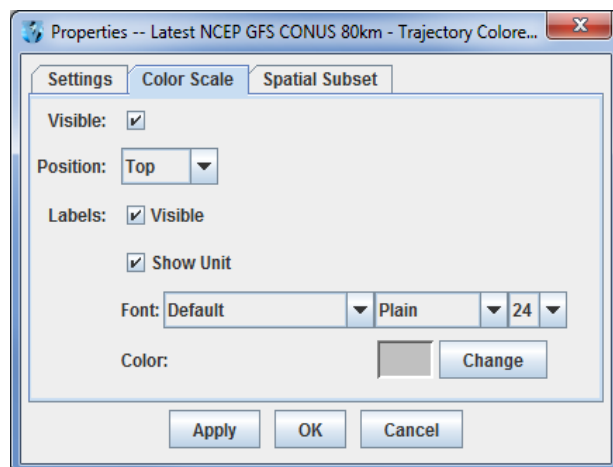 Properties -- Latest NCEP GFS CONUS 80km - Trajectory Colore...
Settings Color Scale Spatial Subset
Visible:
Position: Top
Labels: Visible
Show Unit
Font: Default Plain 24
Color: Change
Apply OK Cancel